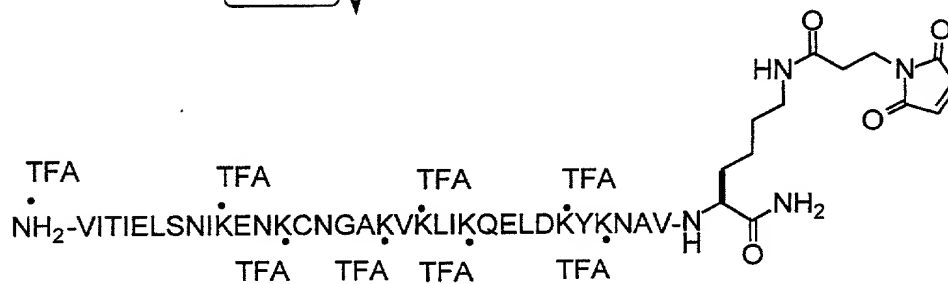 O
HN
N
O
O
TFA TFA TFA TFA
NH2-VITIELSNIKENKCNGAKVKLIKQELDKYKNAV-N
H
NH2
O
TFA TFA TFA TFA